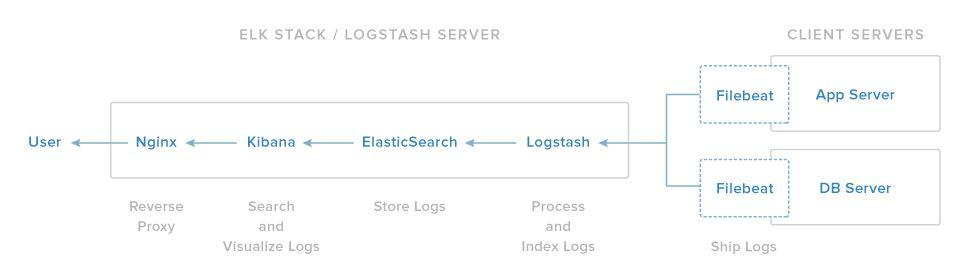 ELK STACK / LOGSTASH SERVER
CLIENT SERVERS
Filebeat
App Server
User
Nginx
Kibana
ElasticSearch
Logstash
Filebeat
DB Server
Reverse
Proxy
Search
and
Visualize Logs
Store Logs
Process
and
Index Logs
Ship Logs